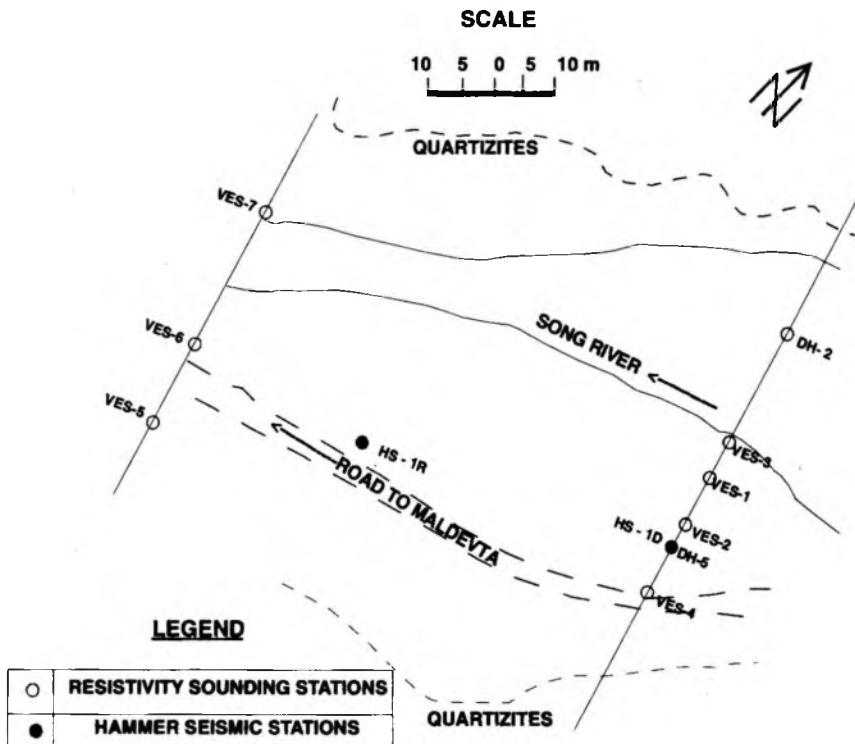 SCALE
10 5 0 5 10 m
N
QUARTIZITES
VES-7
VES-6
VES-5
SONG RIVER
DH-2
VES-3
VES-1
HS-1R
ROAD TO MALDEVTA
HS-1D
VES-2
DH-5
VES-4
LEGEND
RESISTIVITY SOUNDING STATIONS
HAMMER SEISMIC STATIONS
QUARTIZITES